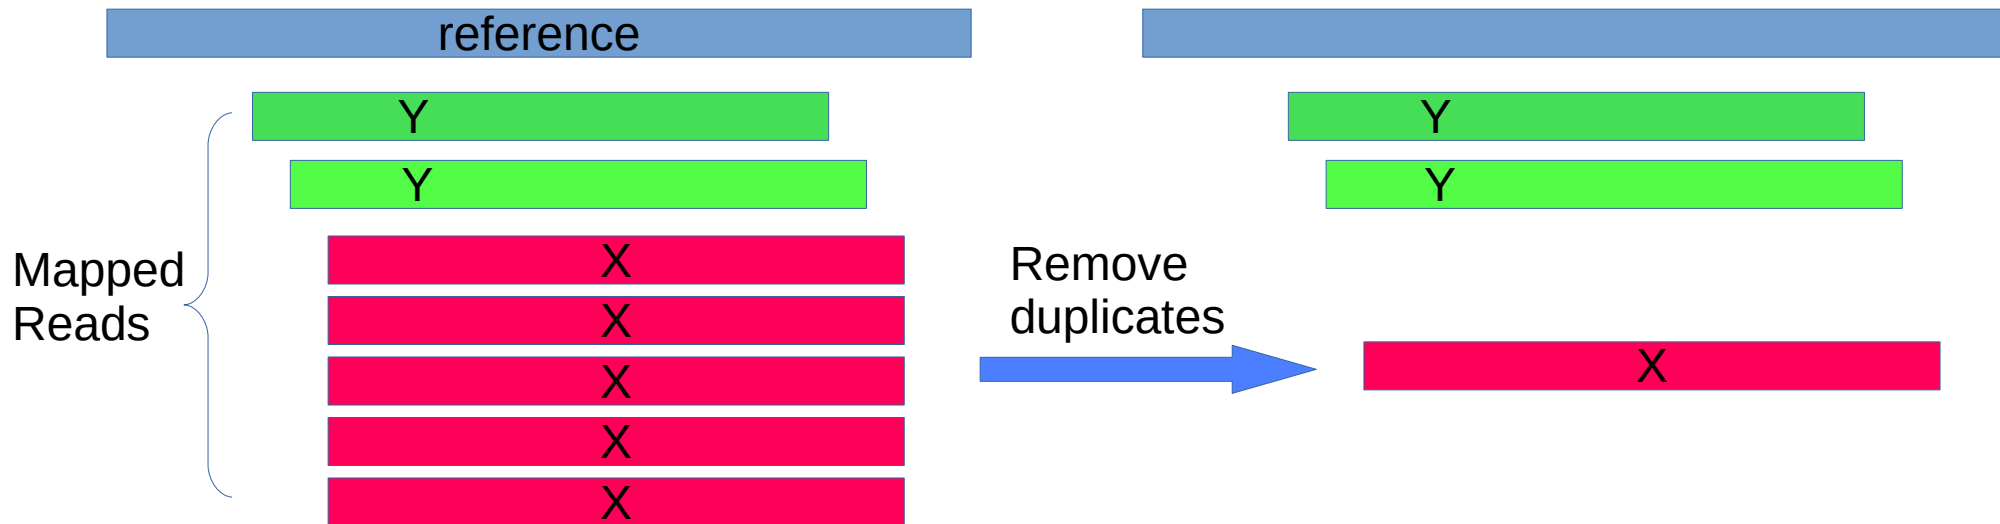 reference
Y
Y
Y
Y
Mapped
Reads
X
X
X
X
X
Remove
duplicates
X